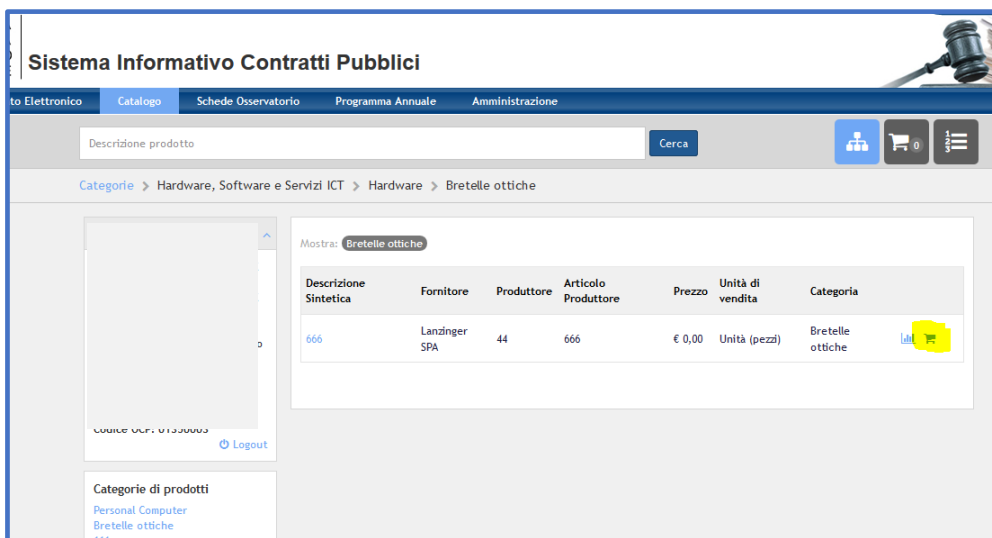 Sistema Informativo Contratti Pubblici
to Elettronico Catalogo Schede Osservatorio Programma Annuale Amministrazione
Descrizione prodotto Cerca 0
Categorie > Hardware, Software e Servizi ICT > Hardware > Bretelle ottiche
Mostra: Bretelle ottiche
Descrizione Sintetica Fornitore Produttore Articolo Produttore Prezzo Unità di vendita Categoria
666 Lanzinger SPA 44 666 € 0,00 Unità (pezzi) Bretelle ottiche
o
Codice OCP: 01350003
Logout
Categorie di prodotti
Personal Computer
Bretelle ottiche